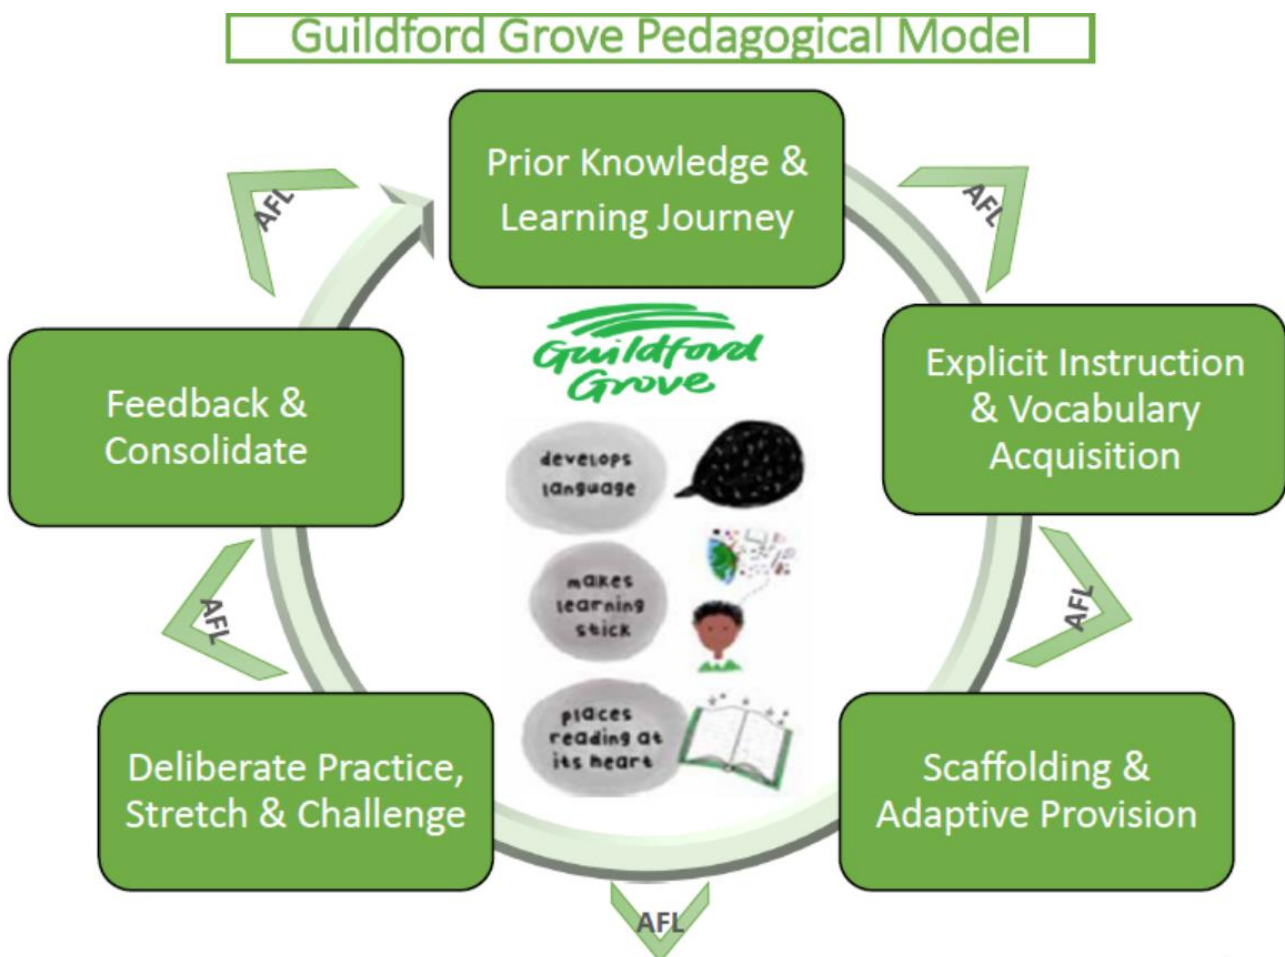 Guildford Grove Pedagogical Model
Prior Knowledge &
Learning Journey
AFL
Explicit Instruction
& Vocabulary
Acquisition
AFL
Scaffolding &
Adaptive Provision
AFL
Deliberate Practice,
Stretch & Challenge
AFL
Feedback &
Consolidate
AFL
Guildford
Grove
develops
language
makes
learning
stick
places
reading at
its heart